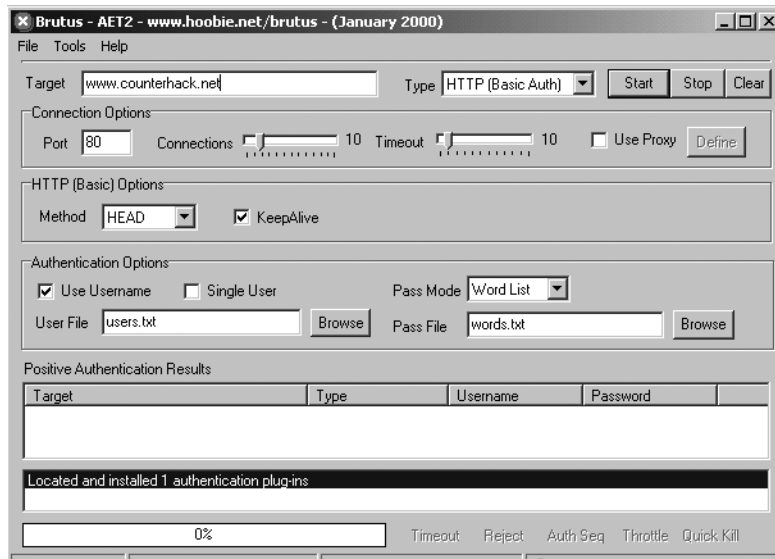 Brutus - AET2 - www.hoobie.net/brutus - (January 2000)
File Tools Help
Target www.counterhack.net Type HTTP (Basic Auth) Start Stop Clear
Connection Options
Port 80 Connections 10 Timeout 10 Use Proxy Define
HTTP (Basic) Options
Method HEAD KeepAlive
Authentication Options
Use Username Single User Pass Mode Word List
User File users.txt Browse Pass File words.txt Browse
Positive Authentication Results
Target Type Username Password
Located and installed 1 authentication plug-ins
0% Timeout Reject Auth Seq Throttle Quick Kill